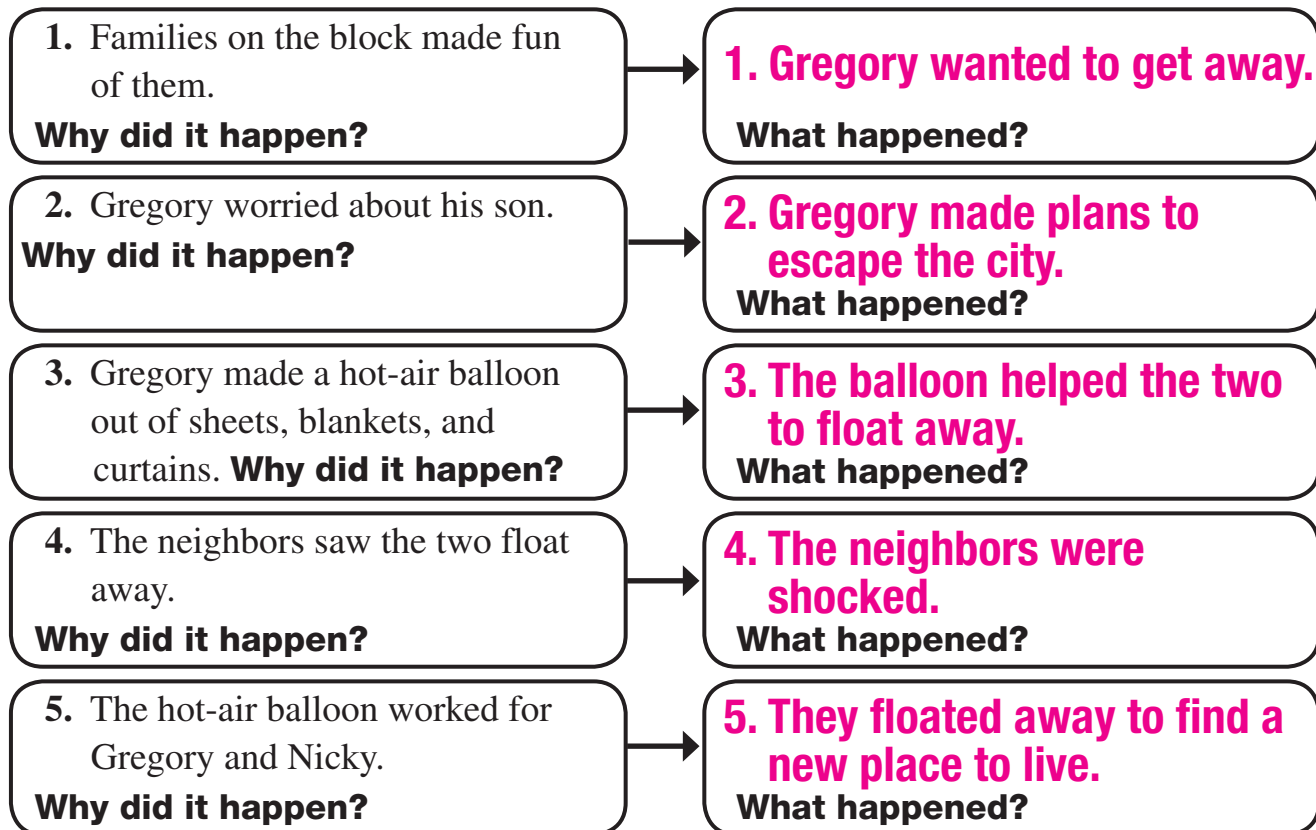 1. Families on the block made fun
of them.
Why did it happen?
1. Gregory wanted to get away.
What happened?
2. Gregory worried about his son.
Why did it happen?
2. Gregory made plans to
escape the city.
What happened?
3. Gregory made a hot-air balloon
out of sheets, blankets, and
curtains. Why did it happen?
3. The balloon helped the two
to float away.
What happened?
4. The neighbors saw the two float
away.
Why did it happen?
4. The neighbors were
shocked.
What happened?
5. The hot-air balloon worked for
Gregory and Nicky.
Why did it happen?
5. They floated away to find a
new place to live.
What happened?